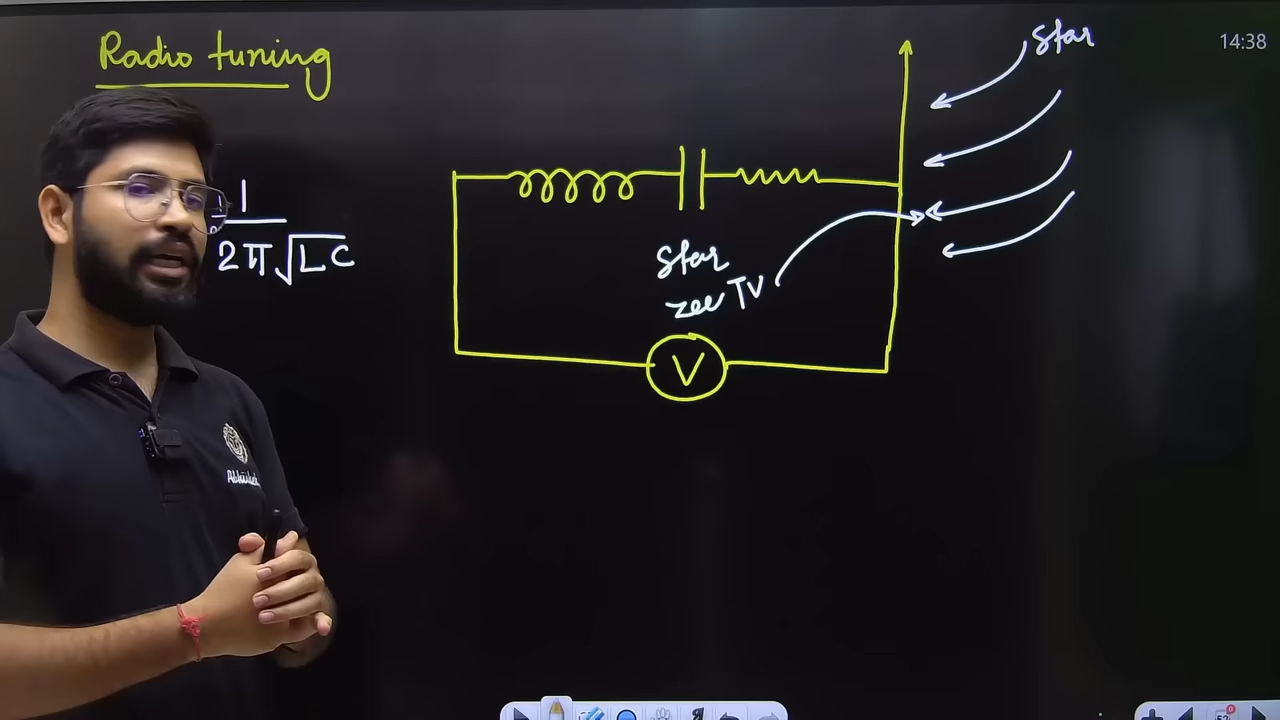 Radio tuning
Star
14:38
1
2π√LC
Star
zee TV
V